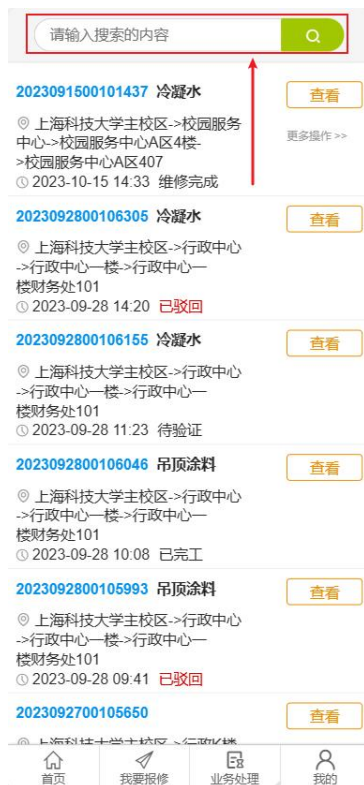 请输入搜索的内容
2023091500101437 冷凝水
查看
上海科技大学主校区->校园服务
中心->校园服务中心A区4楼-
>校园服务中心A区407
更多操作 >>
2023-10-15 14:33 维修完成
2023092800106305 冷凝水
查看
上海科技大学主校区->行政中心
->行政中心一楼->行政中心一
楼财务处101
2023-09-28 14:20 已驳回
2023092800106155 冷凝水
查看
上海科技大学主校区->行政中心
->行政中心一楼->行政中心一
楼财务处101
2023-09-28 11:23 待验证
2023092800106046 吊顶涂料
查看
上海科技大学主校区->行政中心
->行政中心一楼->行政中心一
楼财务处101
2023-09-28 10:08 已完工
2023092800105993 吊顶涂料
查看
上海科技大学主校区->行政中心
->行政中心一楼->行政中心一
楼财务处101
2023-09-28 09:41 已驳回
2023092700105650
查看
上海科技大学主校区->行政K楼
首页 我要报修 业务处理 我的